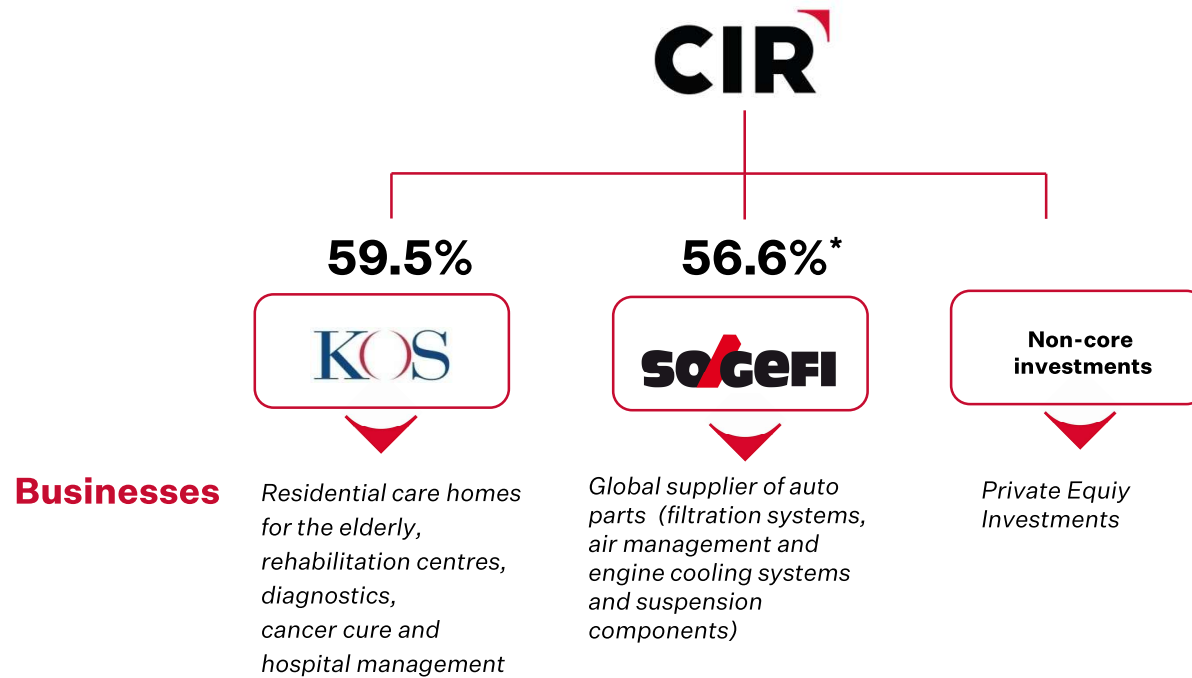 CIR
59.5%
56.6%*
KOS
SOGEFI
Non-core
investments
Businesses
Residential care homes
for the elderly,
rehabilitation centres,
diagnostics,
cancer cure and
hospital management
Global supplier of auto
parts (filtration systems,
air management and
engine cooling systems
and suspension
components)
Private Equiy
Investments